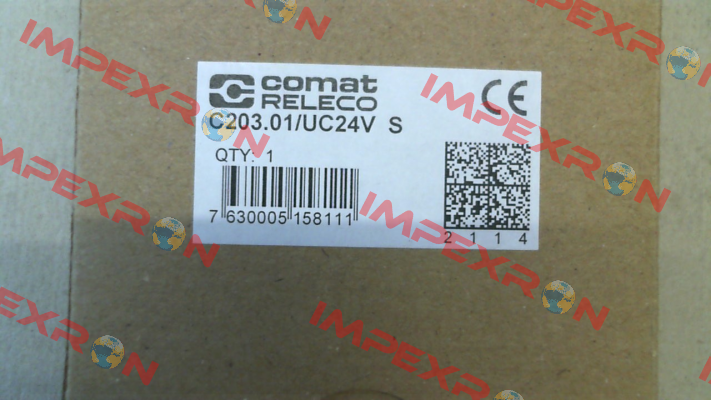 comat
RELECO
CE
C203.01/UC24V S
QTY: 1
7 630005 158111
2 1 1 4
IMPEXRON
IMPEXRON
IMPEXRON
IMPEXRON
IMPEXRON
IMPEXRON
IMPEXRON